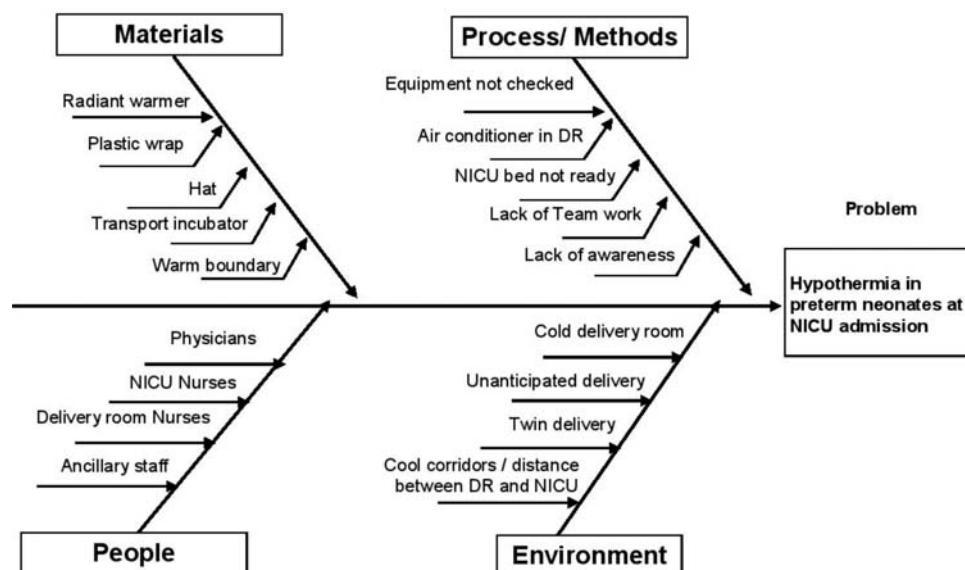 Materials
Process/ Methods
Radiant warmer
Plastic wrap
Hat
Transport incubator
Warm boundary
Equipment not checked
Air conditioner in DR
NICU bed not ready
Lack of Team work
Lack of awareness
Problem
Hypothermia in
preterm neonates at
NICU admission
Physicians
NICU Nurses
Delivery room Nurses
Ancillary staff
Cold delivery room
Unanticipated delivery
Twin delivery
Cool corridors / distance
between DR and NICU
People
Environment